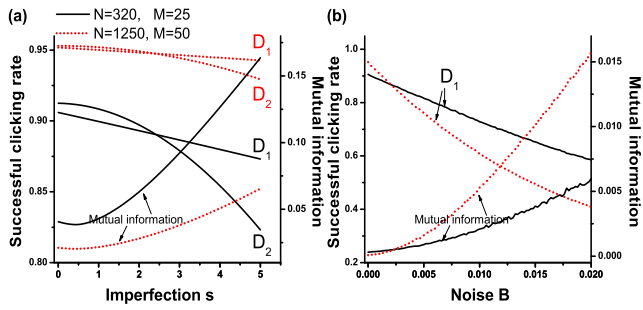 (a)
N=320, M=25
N=1250, M=50
Successful clicking rate
0.95
0.90
0.85
0.80
D1
D2
D1
D2
Mutual information
0.15
0.10
0.05
Mutual information
0 1 2 3 4 5
Imperfection s
(b)
Successful clicking rate
1.0
0.8
0.6
0.4
0.2
D1
Mutual information
0.015
0.010
0.005
0.000
Mutual information
0.000 0.005 0.010 0.015 0.020
Noise B